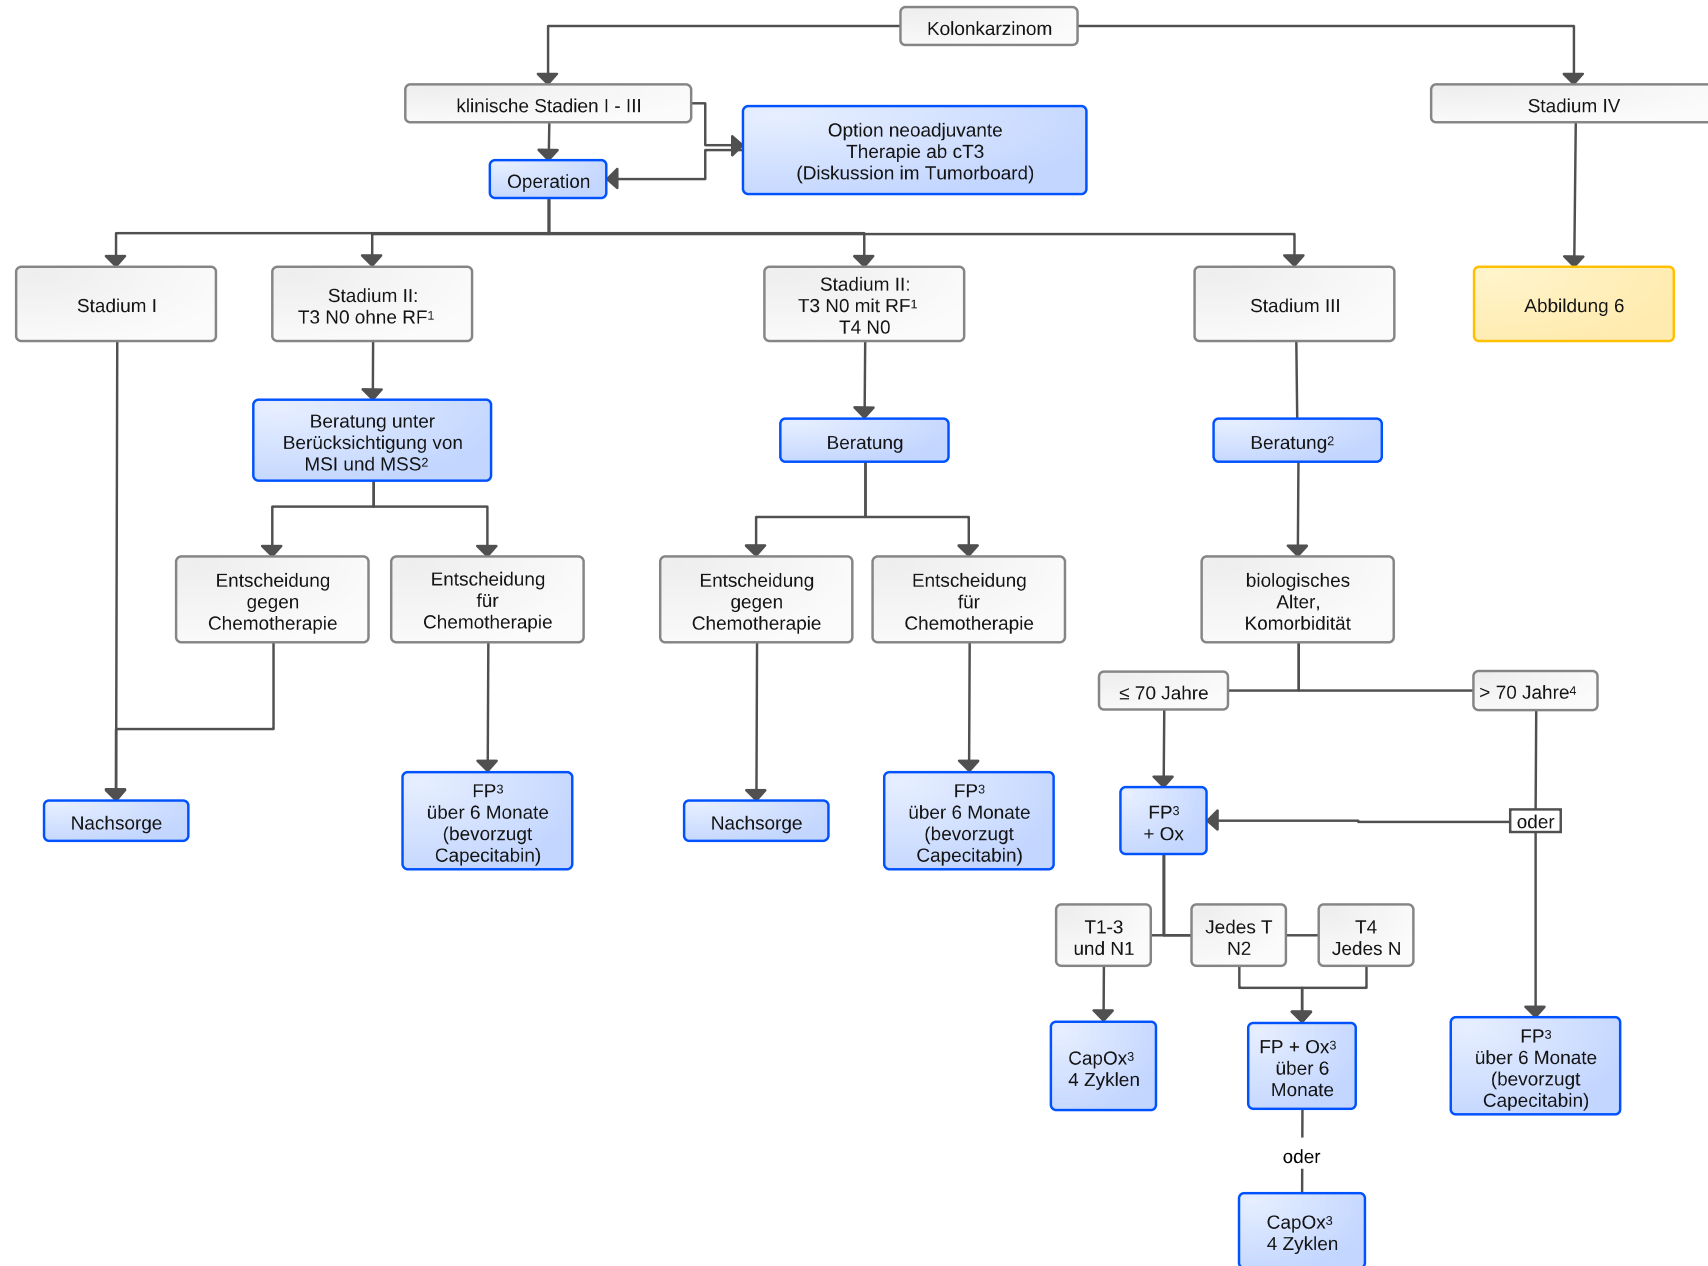 Kolonkarzinom
klinische Stadien I - III
Stadium IV
Option neoadjuvante
Therapie ab cT3
(Diskussion im Tumorboard)
Operation
Stadium I
Stadium II:
T3 N0 ohne RF¹
Stadium II:
T3 N0 mit RF¹
T4 N0
Stadium III
Abbildung 6
Beratung unter
Berücksichtigung von
MSI und MSS²
Beratung
Beratung²
Entscheidung
gegen
Chemotherapie
Entscheidung
für
Chemotherapie
Entscheidung
gegen
Chemotherapie
Entscheidung
für
Chemotherapie
biologisches
Alter,
Komorbidität
≤ 70 Jahre
> 70 Jahre⁴
Nachsorge
FP³
über 6 Monate
(bevorzugt
Capecitabin)
Nachsorge
FP³
über 6 Monate
(bevorzugt
Capecitabin)
FP³
+ Ox
oder
T1-3
und N1
Jedes T
N2
T4
Jedes N
CapOx³
4 Zyklen
FP + Ox³
über 6
Monate
FP³
über 6 Monate
(bevorzugt
Capecitabin)
oder
CapOx³
4 Zyklen